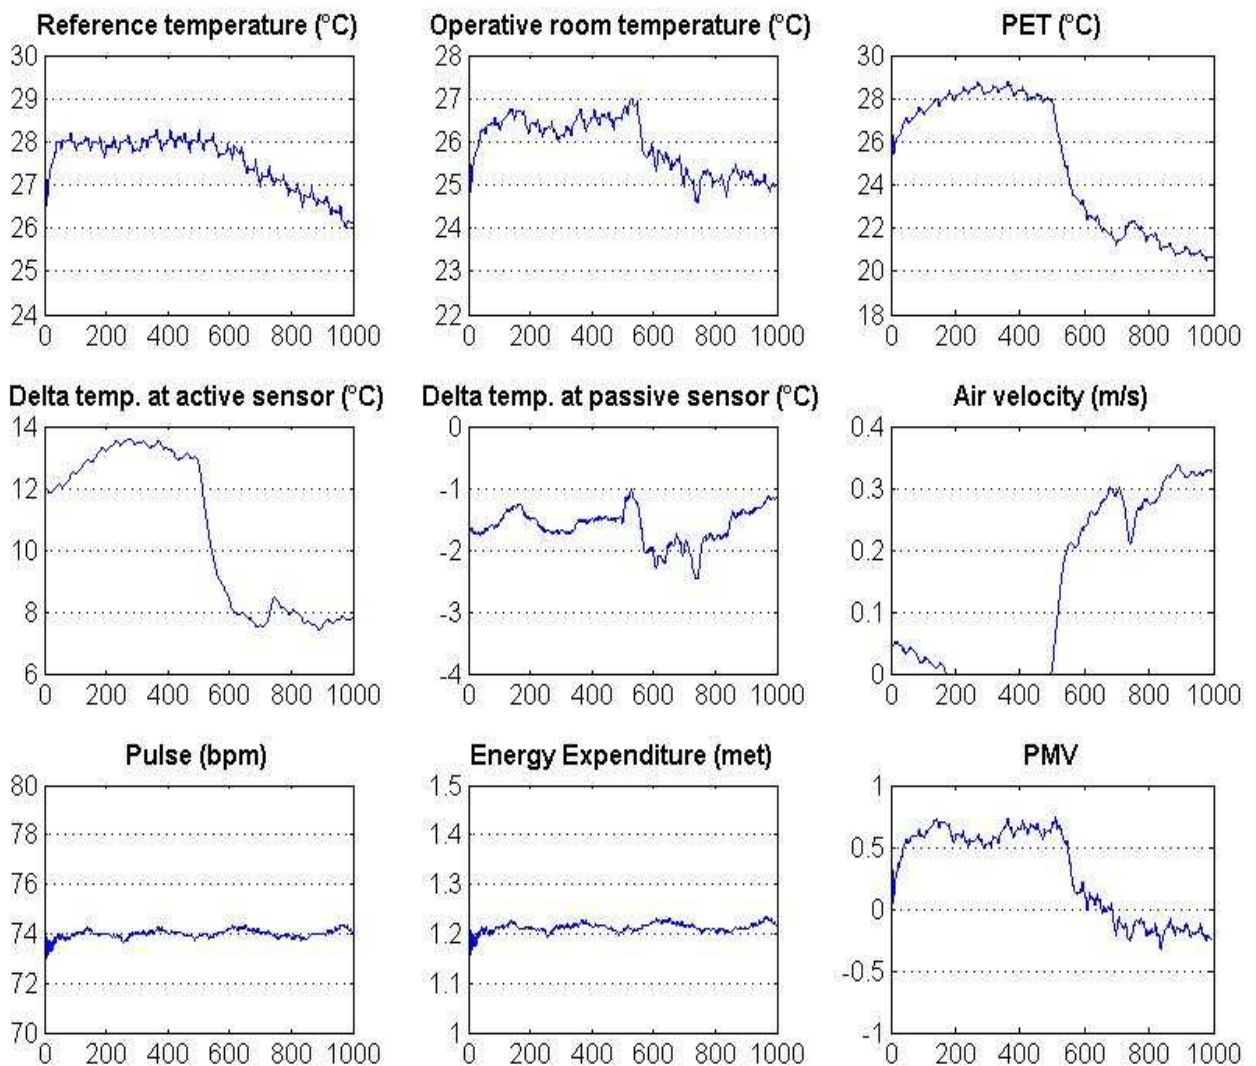 Reference temperature (°C) Operative room temperature (°C) PET (°C)
30 28 30
29 27 28
28 26 26
27 25 24
26 24 22
25 23 20
24 22 18
0 200 400 600 800 1000 0 200 400 600 800 1000 0 200 400 600 800 1000
Delta temp. at active sensor (°C) Delta temp. at passive sensor (°C) Air velocity (m/s)
14 0 0.4
12 -1 0.3
10 -2 0.2
8 -3 0.1
6 -4 0
0 200 400 600 800 1000 0 200 400 600 800 1000 0 200 400 600 800 1000
Pulse (bpm) Energy Expenditure (met) PMV
80 1.5 1
78 1.4 0.5
76 1.3 0
74 1.2 -0.5
72 1.1 -1
70 1
0 200 400 600 800 1000 0 200 400 600 800 1000 0 200 400 600 800 1000